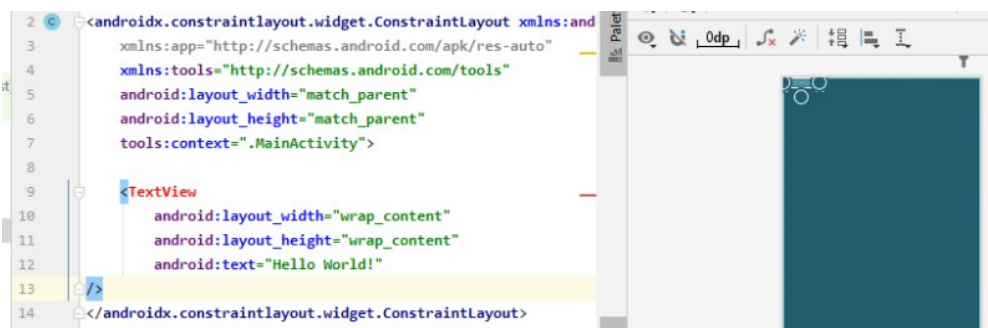 2 <androidx.constraintlayout.widget.ConstraintLayout xmlns:and
3 xmlns:app="http://schemas.android.com/apk/res-auto"
4 xmlns:tools="http://schemas.android.com/tools"
5 android:layout_width="match_parent"
6 android:layout_height="match_parent"
7 tools:context=".MainActivity">
8
9 <TextView
10 android:layout_width="wrap_content"
11 android:layout_height="wrap_content"
12 android:text="Hello World!"
13 />
14 </androidx.constraintlayout.widget.ConstraintLayout>
Palet
0dp